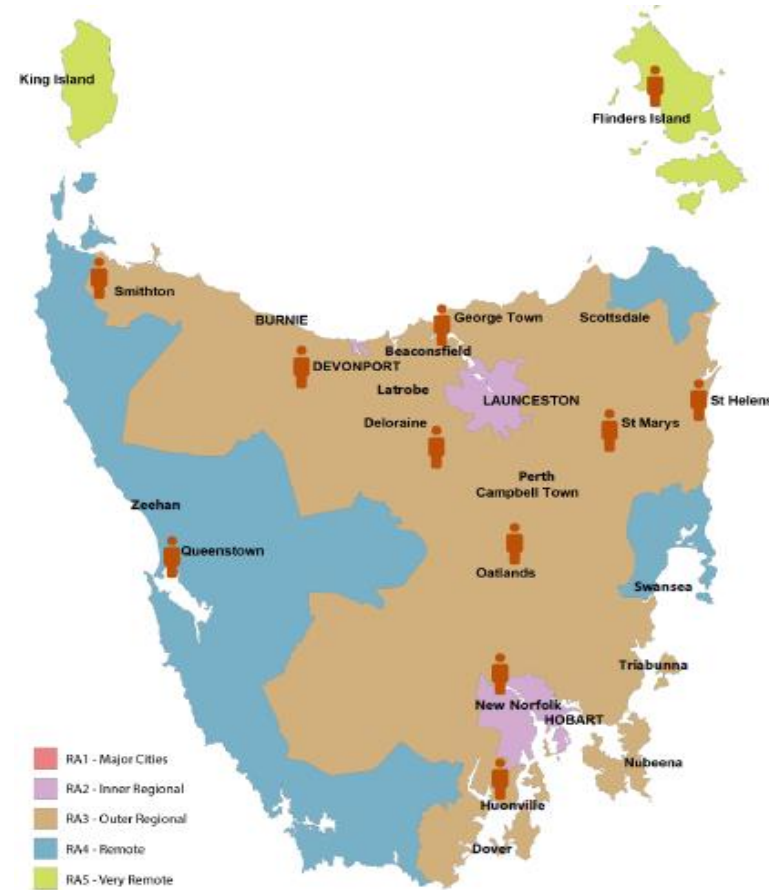 King Island
Flinders Island
Smithton
BURNIE
George Town
Scottsdale
Beaconsfield
DEVONPORT
Latrobe
LAUNCESTON
St Helens
Deloraine
St Marys
Perth
Campbell Town
Zeehan
Queenstown
Oatlands
Swansea
Triabunna
New Norfolk
HOBART
Nubeena
Huonville
Dover
RA1 - Major Cities
RA2 - Inner Regional
RA3 - Outer Regional
RA4 - Remote
RA5 - Very Remote